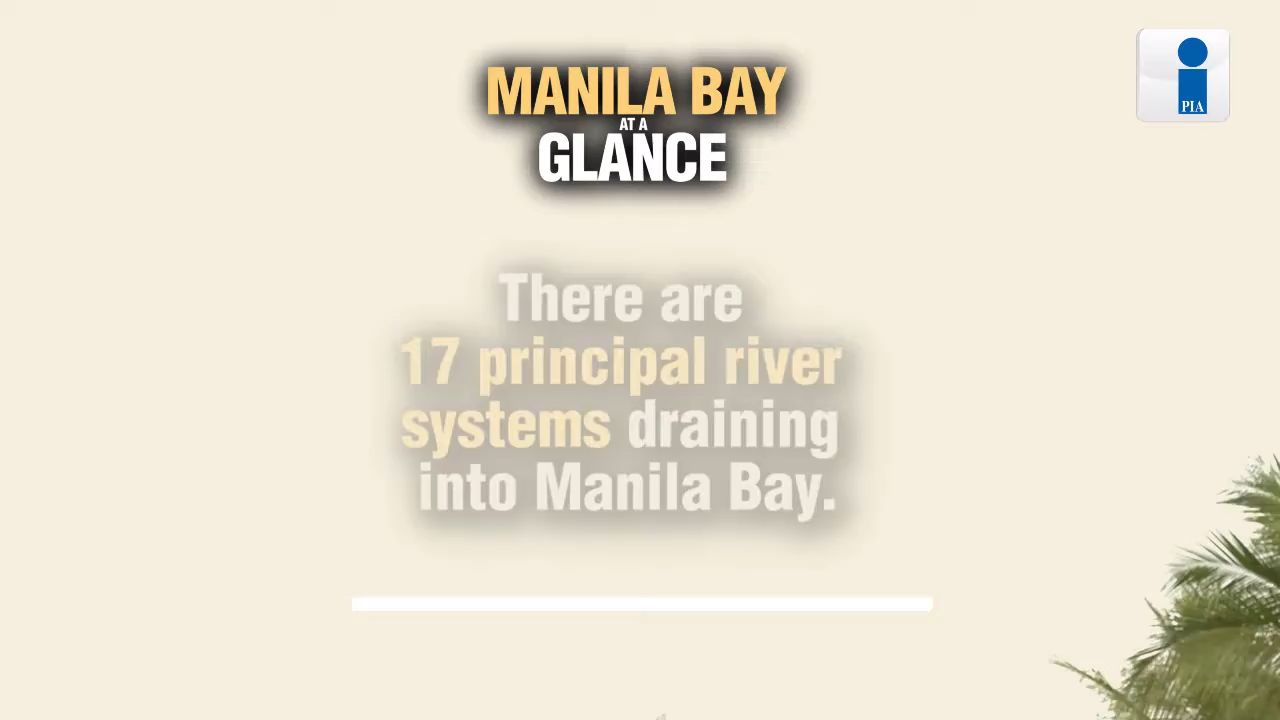 MANILA BAY
AT A
GLANCE
PIA
There are
17 principal river
systems draining
into Manila Bay.